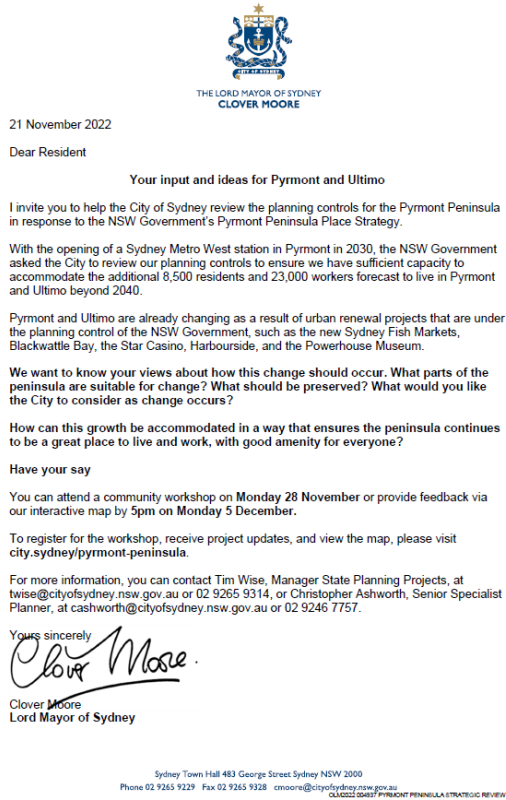 CITY OF SYDNEY
THE LORD MAYOR OF SYDNEY
CLOVER MOORE
21 November 2022
Dear Resident
Your input and ideas for Pyrmont and Ultimo
I invite you to help the City of Sydney review the planning controls for the Pyrmont Peninsula
in response to the NSW Government's Pyrmont Peninsula Place Strategy.
With the opening of a Sydney Metro West station in Pyrmont in 2030, the NSW Government
asked the City to review our planning controls to ensure we have sufficient capacity to
accommodate the additional 8,500 residents and 23,000 workers forecast to live in Pyrmont
and Ultimo beyond 2040.
Pyrmont and Ultimo are already changing as a result of urban renewal projects that are under
the planning control of the NSW Government, such as the new Sydney Fish Markets,
Blackwattle Bay, the Star Casino, Harbourside, and the Powerhouse Museum.
We want to know your views about how this change should occur. What parts of the
peninsula are suitable for change? What should be preserved? What would you like
the City to consider as change occurs?
How can this growth be accommodated in a way that ensures the peninsula continues
to be a great place to live and work, with good amenity for everyone?
Have your say
You can attend a community workshop on Monday 28 November or provide feedback via
our interactive map by 5pm on Monday 5 December.
To register for the workshop, receive project updates, and view the map, please visit
city.sydney/pyrmont-peninsula.
For more information, you can contact Tim Wise, Manager State Planning Projects, at
twise@cityofsydney.nsw.gov.au or 02 9265 9314, or Christopher Ashworth, Senior Specialist
Planner, at cashworth@cityofsydney.nsw.gov.au or 02 9246 7757.
Yours sincerely
Clover Moore.
Clover Moore
Lord Mayor of Sydney
Sydney Town Hall 483 George Street Sydney NSW 2000
Phone 02 9265 9229 Fax 02 9265 9328 cmoore@cityofsydney.nsw.gov.au
OLM2022.004937 PYRMONT PENINSULA STRATEGIC REVIEW